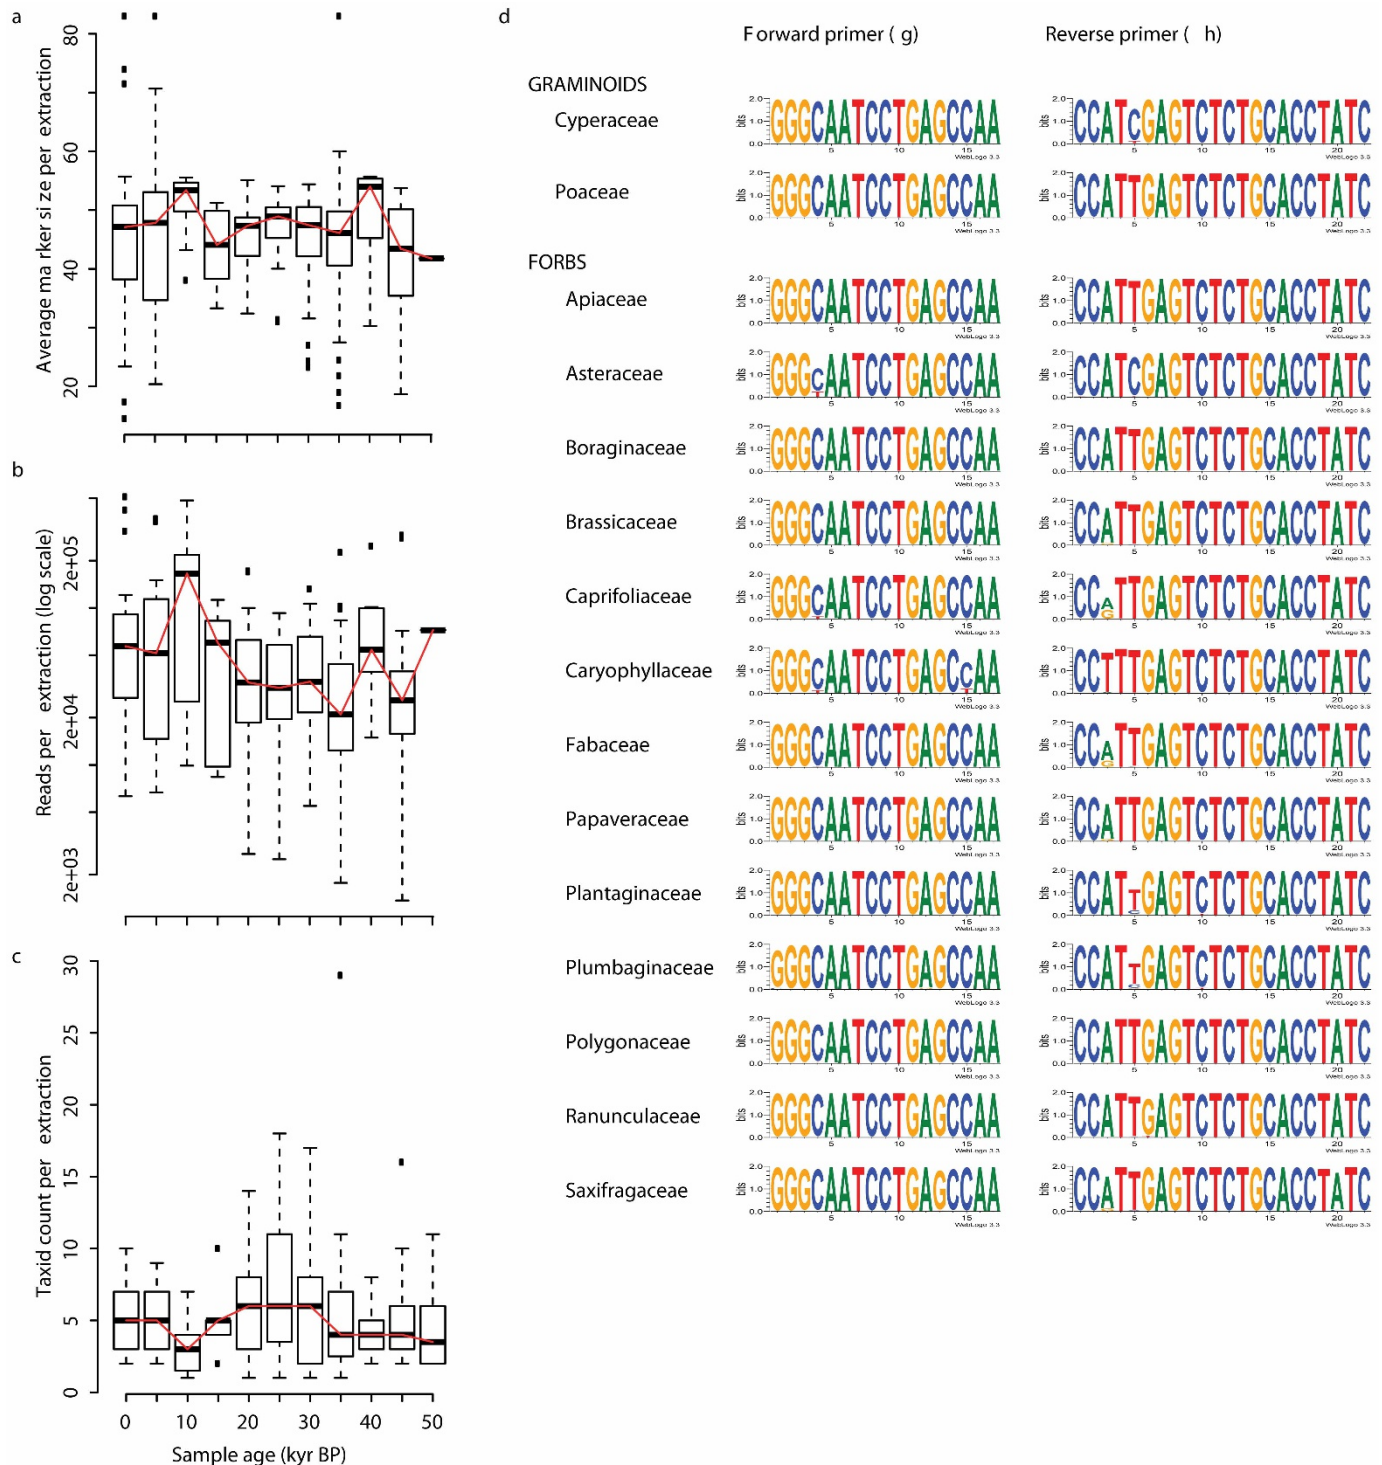 a
80
60
40
20
Average ma rker si ze per extraction
b
2e+05
2e+04
2e+03
Reads per extraction (log scale)
c
30
25
20
15
10
5
0
Taxid count per extraction
0 10 20 30 40 50
Sample age (kyr BP)
d
Forward primer ( g) Reverse primer ( h)
GRAMINOIDS
Cyperaceae GGGCAATCCTGAGCCAA CCATCGAGTCTCTGCACCTATC
Poaceae GGGCAATCCTGAGCCAA CCATTGAGTCTCTGCACCTATC
FORBS
Apiaceae GGGCAATCCTGAGCCAA CCATTGAGTCTCTGCACCTATC
Asteraceae GGGCAATCCTGAGCCAA CCATCGAGTCTCTGCACCTATC
Boraginaceae GGGCAATCCTGAGCCAA CCATTGAGTCTCTGCACCTATC
Brassicaceae GGGCAATCCTGAGCCAA CCATTGAGTCTCTGCACCTATC
Caprifoliaceae GGGCAATCCTGAGCCAA CCATTGAGTCTCTGCACCTATC
Caryophyllaceae GGGCAATCCTGAGCCAA CCTTTGAGTCTCTGCACCTATC
Fabaceae GGGCAATCCTGAGCCAA CCATTGAGTCTCTGCACCTATC
Papaveraceae GGGCAATCCTGAGCCAA CCATTGAGTCTCTGCACCTATC
Plantaginaceae GGGCAATCCTGAGCCAA CCATTGAGTCTCTGCACCTATC
Plumbaginaceae GGGCAATCCTGAGCCAA CCATTGAGTCTCTGCACCTATC
Polygonaceae GGGCAATCCTGAGCCAA CCATTGAGTCTCTGCACCTATC
Ranunculaceae GGGCAATCCTGAGCCAA CCATTGAGTCTCTGCACCTATC
Saxifragaceae GGGCAATCCTGAGCCAA CCATTGAGTCTCTGCACCTATC